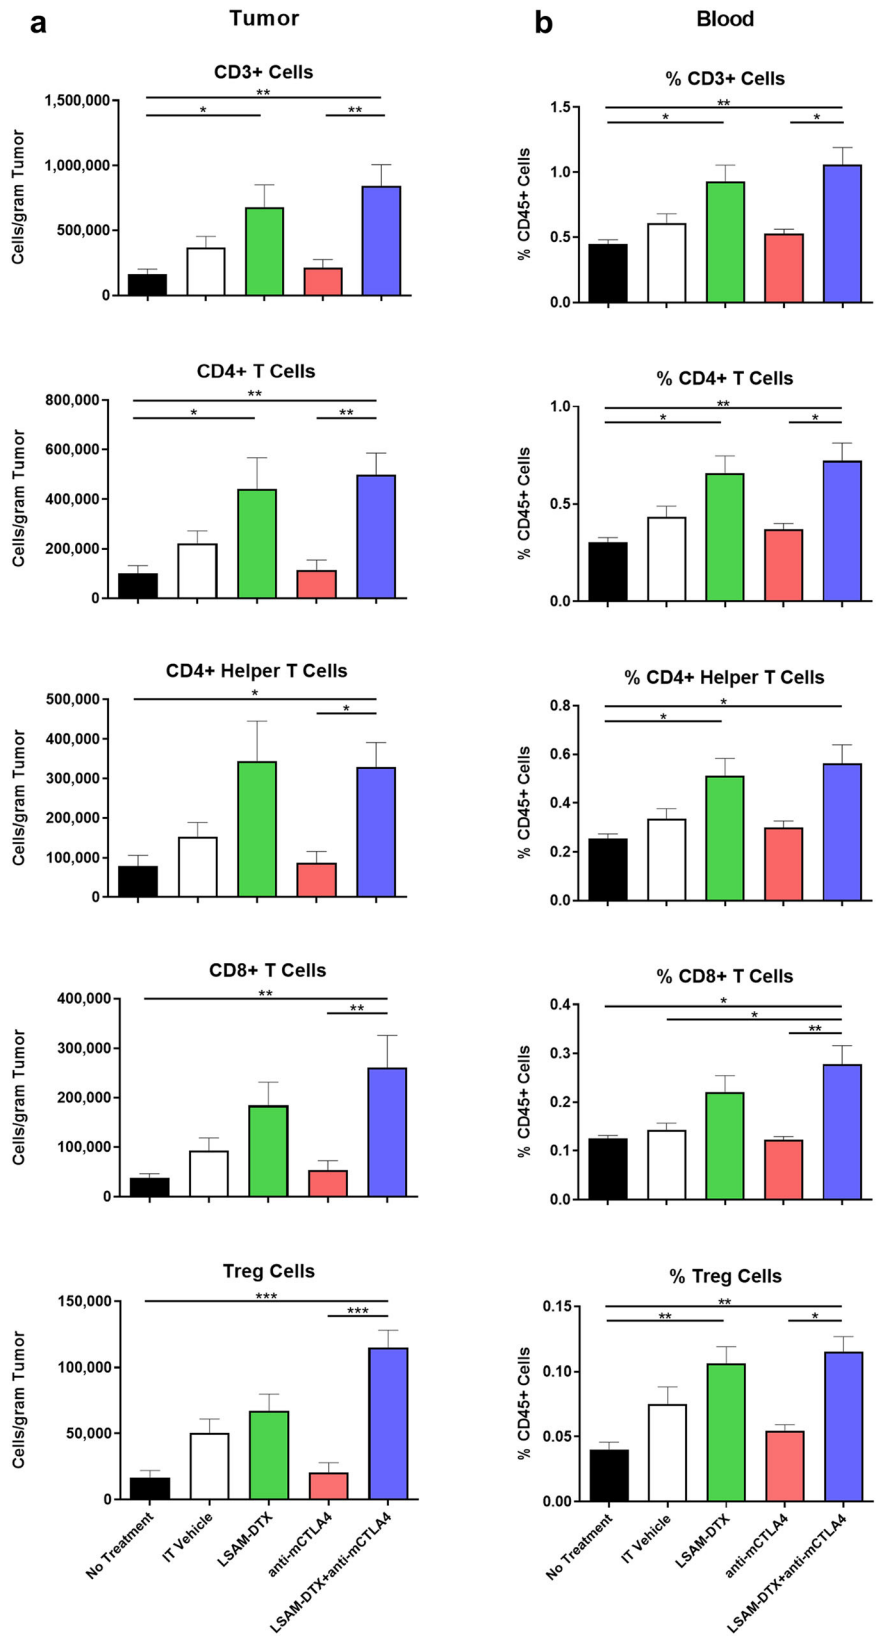 a
Tumor
CD3+ Cells
Cells/gram Tumor
1,500,000
1,000,000
500,000
0
**
*
**
CD4+ T Cells
Cells/gram Tumor
800,000
600,000
400,000
200,000
0
**
*
**
CD4+ Helper T Cells
Cells/gram Tumor
500,000
400,000
300,000
200,000
100,000
0
*
*
CD8+ T Cells
Cells/gram Tumor
400,000
300,000
200,000
100,000
0
**
**
Treg Cells
Cells/gram Tumor
150,000
100,000
50,000
0
***
***
No Treatment
IT Vehicle
LSAM-DTX
anti-mCTLA4
LSAM-DTX+anti-mCTLA4
b
Blood
% CD3+ Cells
% CD45+ Cells
1.5
1.0
0.5
0.0
**
*
*
% CD4+ T Cells
% CD45+ Cells
1.0
0.5
0.0
**
*
*
% CD4+ Helper T Cells
% CD45+ Cells
0.8
0.6
0.4
0.2
0.0
*
*
% CD8+ T Cells
% CD45+ Cells
0.4
0.3
0.2
0.1
0.0
*
*
**
% Treg Cells
% CD45+ Cells
0.15
0.10
0.05
0.00
**
**
*
No Treatment
IT Vehicle
LSAM-DTX
anti-mCTLA4
LSAM-DTX+anti-mCTLA4